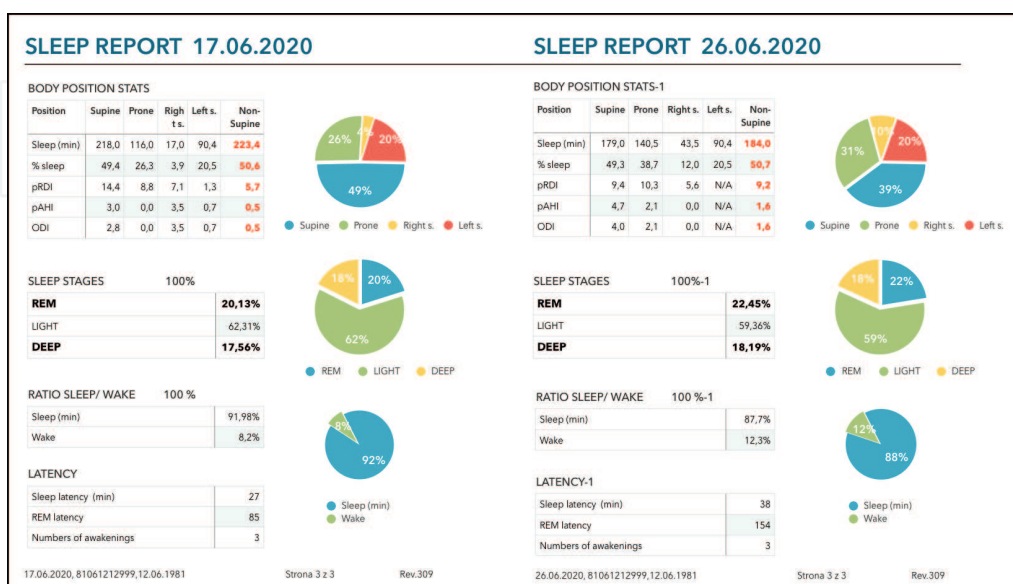 SLEEP REPORT 17.06.2020
BODY POSITION STATS
Position Supine Prone Righ t s. Left s. Non-Supine
Sleep (min) 218,0 116,0 17,0 90,4 223,4
% sleep 49,4 26,3 3,9 20,5 50,6
pRDI 14,4 8,8 7,1 1,3 5,7
pAHI 3,0 0,0 3,5 0,7 0,5
ODI 2,8 0,0 3,5 0,7 0,5
26% 4% 20%
49%
Supine Prone Right s. Left s.
SLEEP STAGES 100%
REM 20,13%
LIGHT 62,31%
DEEP 17,56%
18% 20%
62%
REM LIGHT DEEP
RATIO SLEEP/ WAKE 100 %
Sleep (min) 91,98%
Wake 8,2%
8%
92%
Sleep (min)
Wake
LATENCY
Sleep latency (min) 27
REM latency 85
Numbers of awakenings 3
17.06.2020, 81061212999,12.06.1981 Strona 3 z 3 Rev.309
SLEEP REPORT 26.06.2020
BODY POSITION STATS-1
Position Supine Prone Right s. Left s. Non-Supine
Sleep (min) 179,0 140,5 43,5 90,4 184,0
% sleep 49,3 38,7 12,0 20,5 50,7
pRDI 9,4 10,3 5,6 N/A 9,2
pAHI 4,7 2,1 0,0 N/A 1,6
ODI 4,0 2,1 0,0 N/A 1,6
31% 10% 20%
39%
Supine Prone Right s. Left s.
SLEEP STAGES 100%-1
REM 22,45%
LIGHT 59,36%
DEEP 18,19%
18% 22%
59%
REM LIGHT DEEP
RATIO SLEEP/ WAKE 100 %-1
Sleep (min) 87,7%
Wake 12,3%
12%
88%
Sleep (min)
Wake
LATENCY-1
Sleep latency (min) 38
REM latency 154
Numbers of awakenings 3
26.06.2020, 81061212999,12.06.1981 Strona 3 z 3 Rev.309